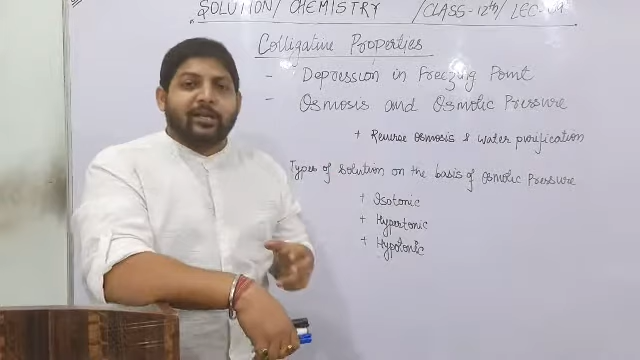 SOLUTION / CHEMISTRY / CLASS-12th / LEC-
Colligative Properties
- Depression in Freezing Point
- Osmosis and Osmotic Pressure
+ Reverse Osmosis & water purification
Types of solution on the basis of Osmotic Pressure
+ Isotonic
+ Hypertonic
+ Hypotonic